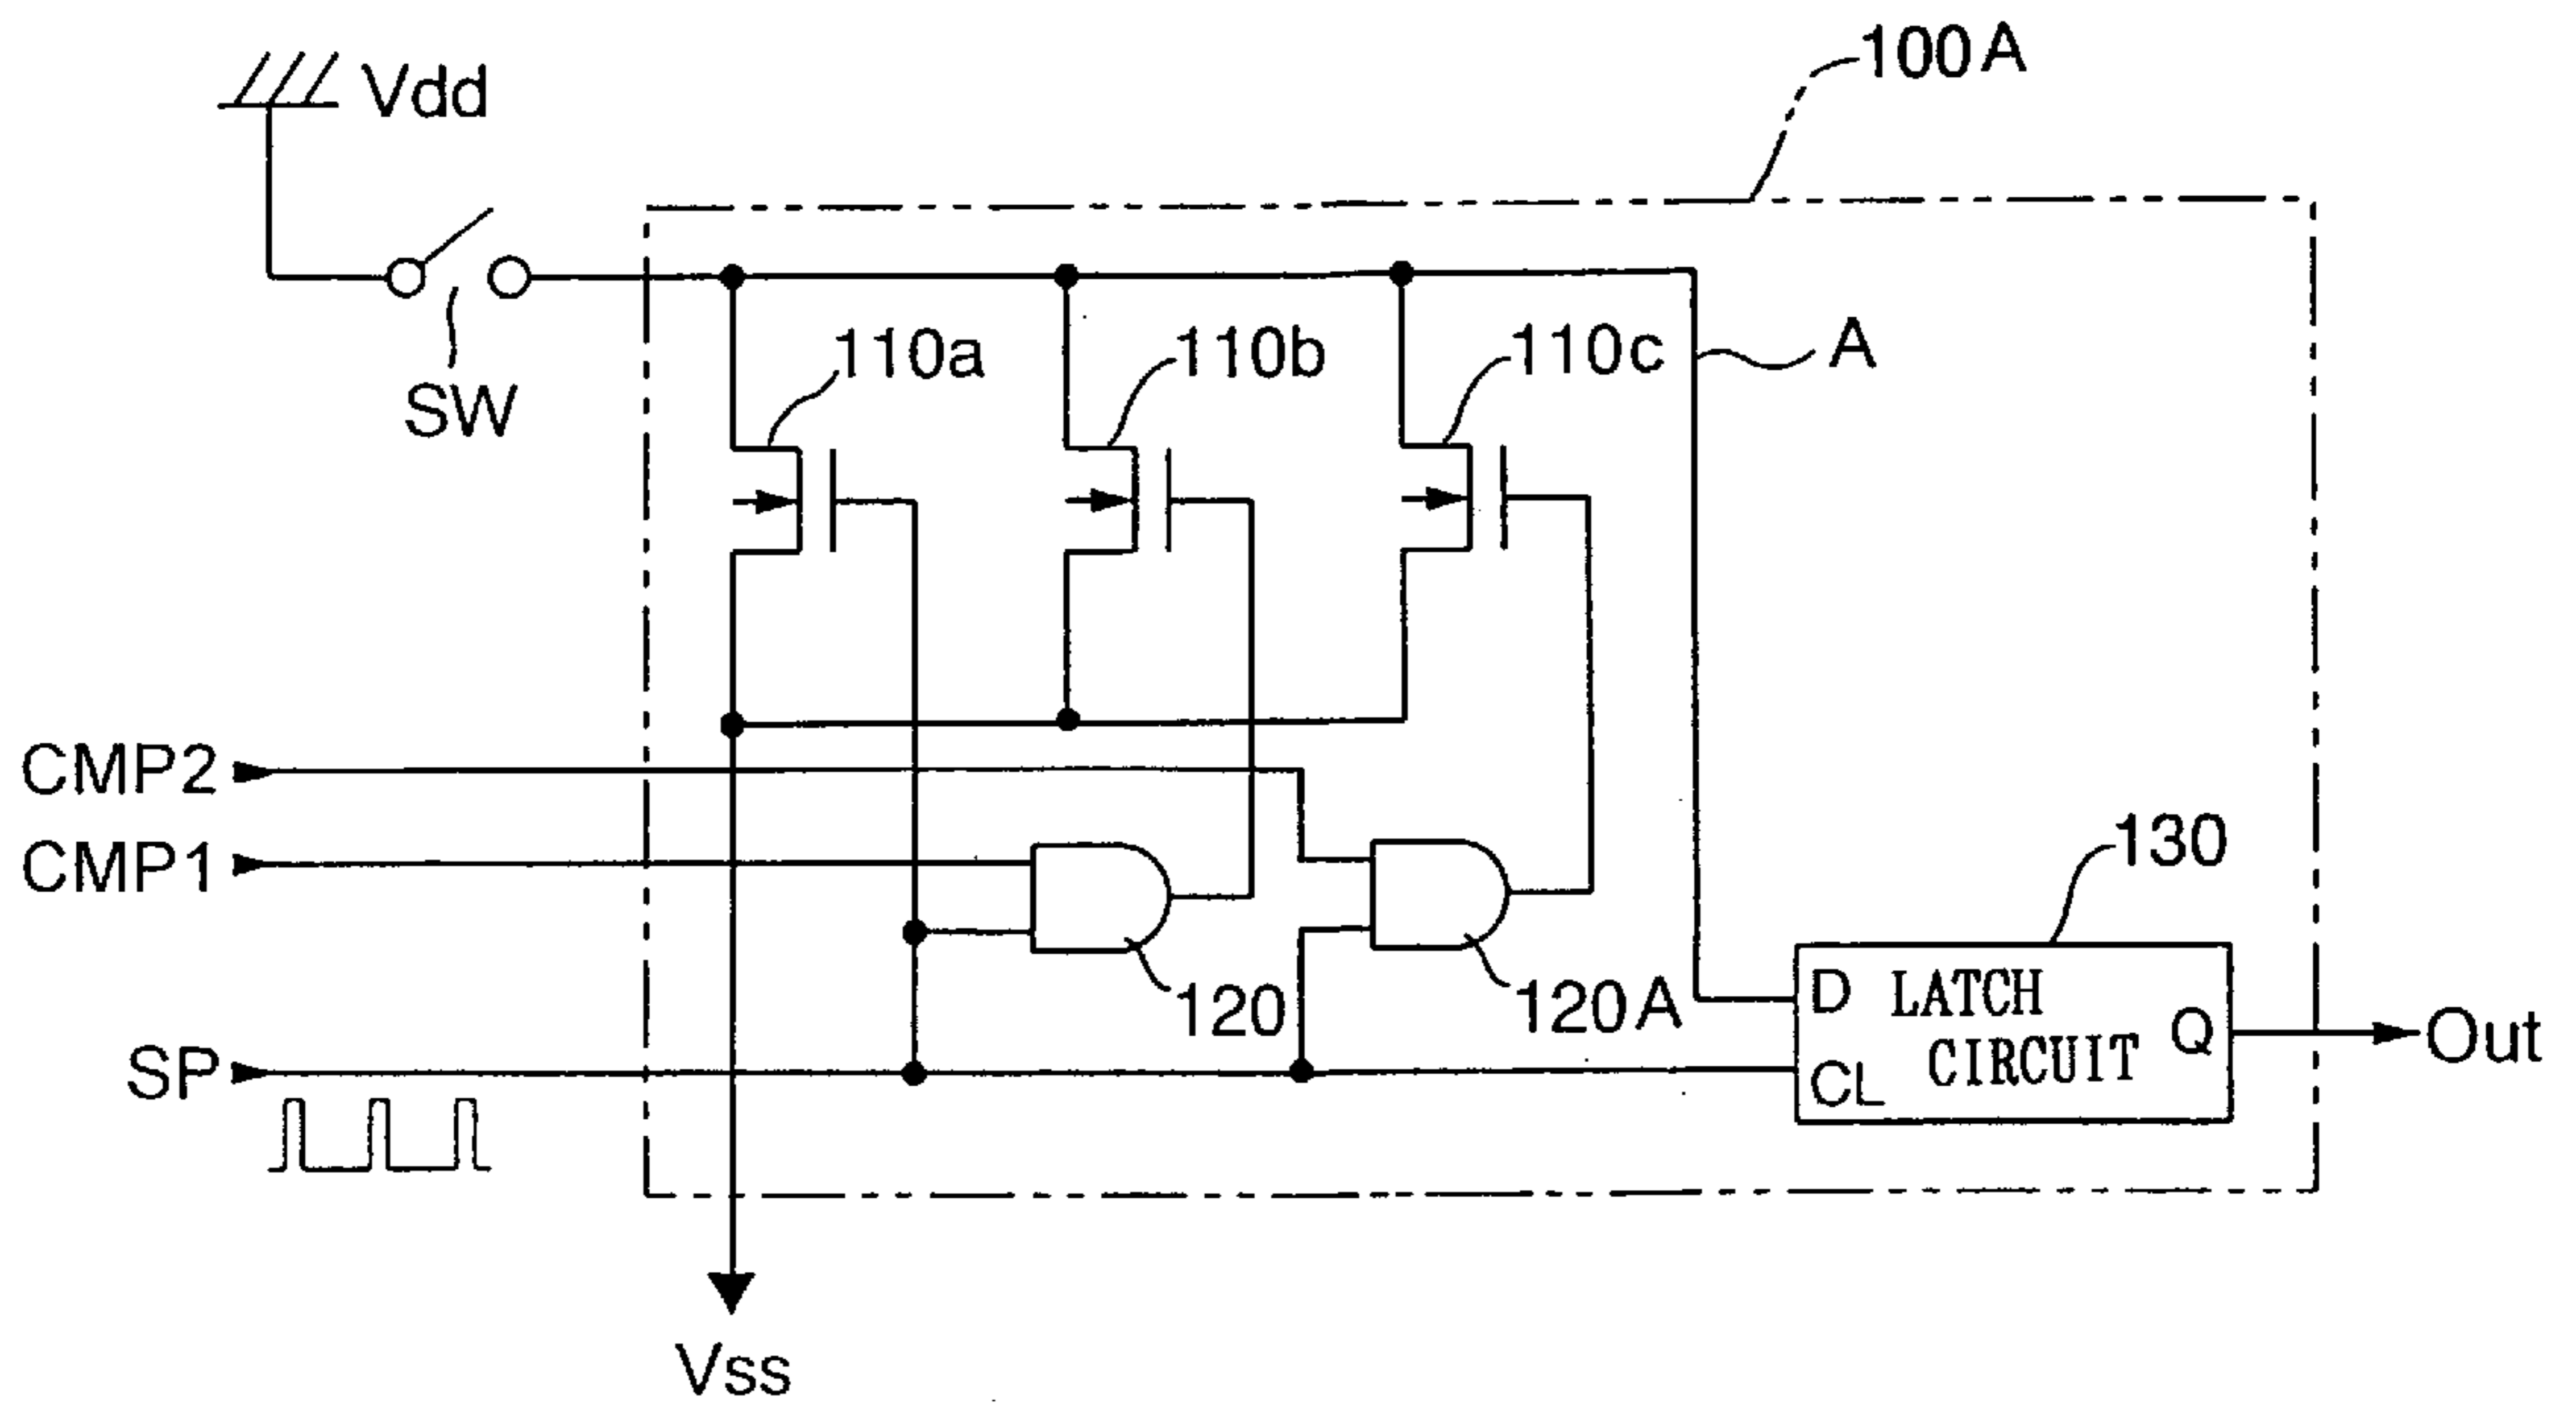 100A
Vdd
SW
110a
110b
110c
A
CMP2
CMP1
130
120
120A
D LATCH
CIRCUIT
Q
CL
Out
SP
Vss